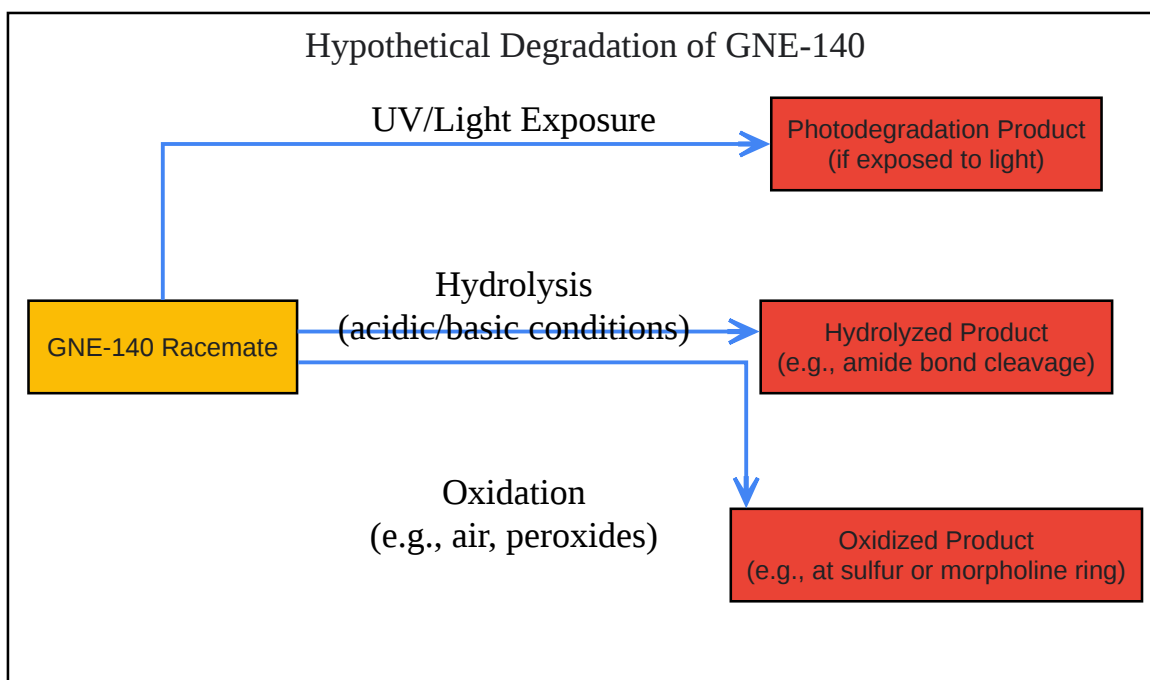 Hypothetical Degradation of GNE-140
UV/Light Exposure
Photodegradation Product
(if exposed to light)
Hydrolysis
(acidic/basic conditions)
GNE-140 Racemate
Hydrolyzed Product
(e.g., amide bond cleavage)
Oxidation
(e.g., air, peroxides)
Oxidized Product
(e.g., at sulfur or morpholine ring)